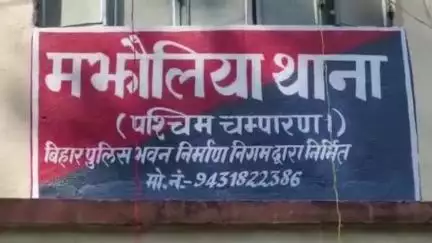 मझौलिया थाना
(पश्चिम चम्पारण।)
बिहार पुलिस भवन निर्माण निगम द्वारा निर्मित
मो.नं:-9431822386